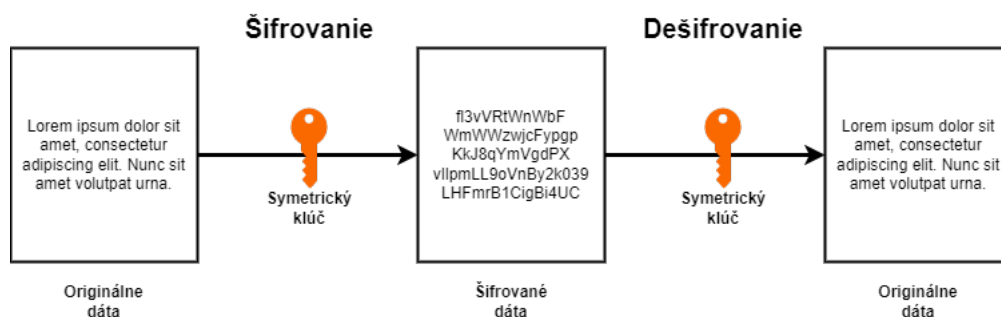 Šifrovanie
Dešifrovanie
Lorem ipsum dolor sit
amet, consectetur
adipiscing elit. Nunc sit
amet volutpat urna.
Symetrický
kľúč
fl3vVRtWnWbF
WmWWzwjcFypgp
KkJ8qYmVgdPX
vIlpmLL9oVnBy2k039
LHFmrB1CigBi4UC
Symetrický
kľúč
Lorem ipsum dolor sit
amet, consectetur
adipiscing elit. Nunc sit
amet volutpat urna.
Originálne
dáta
Šifrované
dáta
Originálne
dáta